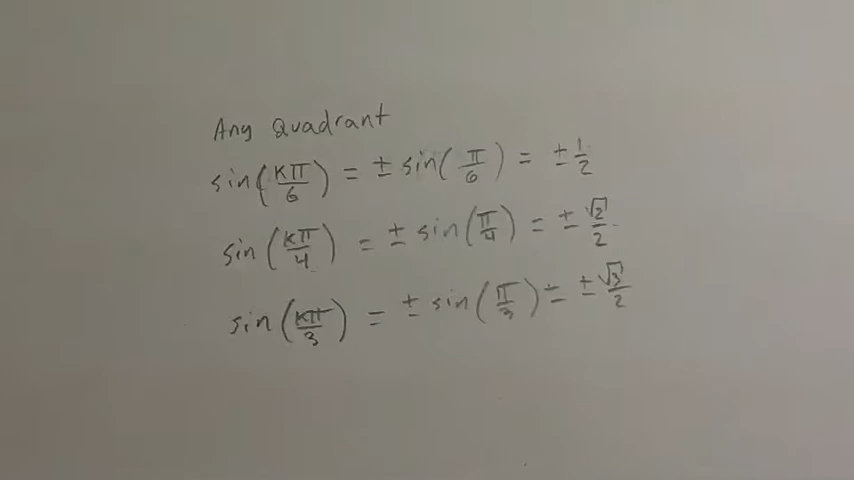 Any Quadrant
sin(kπ/6) = ± sin(π/6) = ± 1/2
sin(kπ/4) = ± sin(π/4) = ± √2/2
sin(kπ/3) = ± sin(π/3) ± ± √3/2